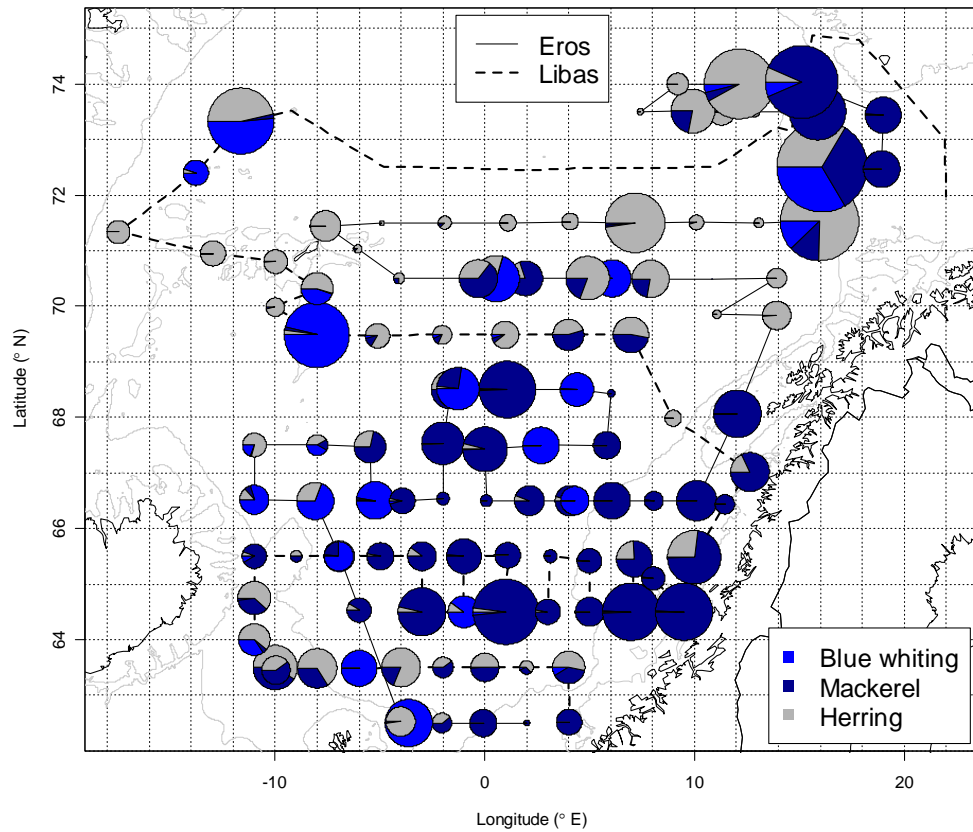 Eros
Libas
74
72
70
68
66
64
Latitude (° N)
Blue whiting
Mackerel
Herring
-10
0
10
20
Longitude (° E)